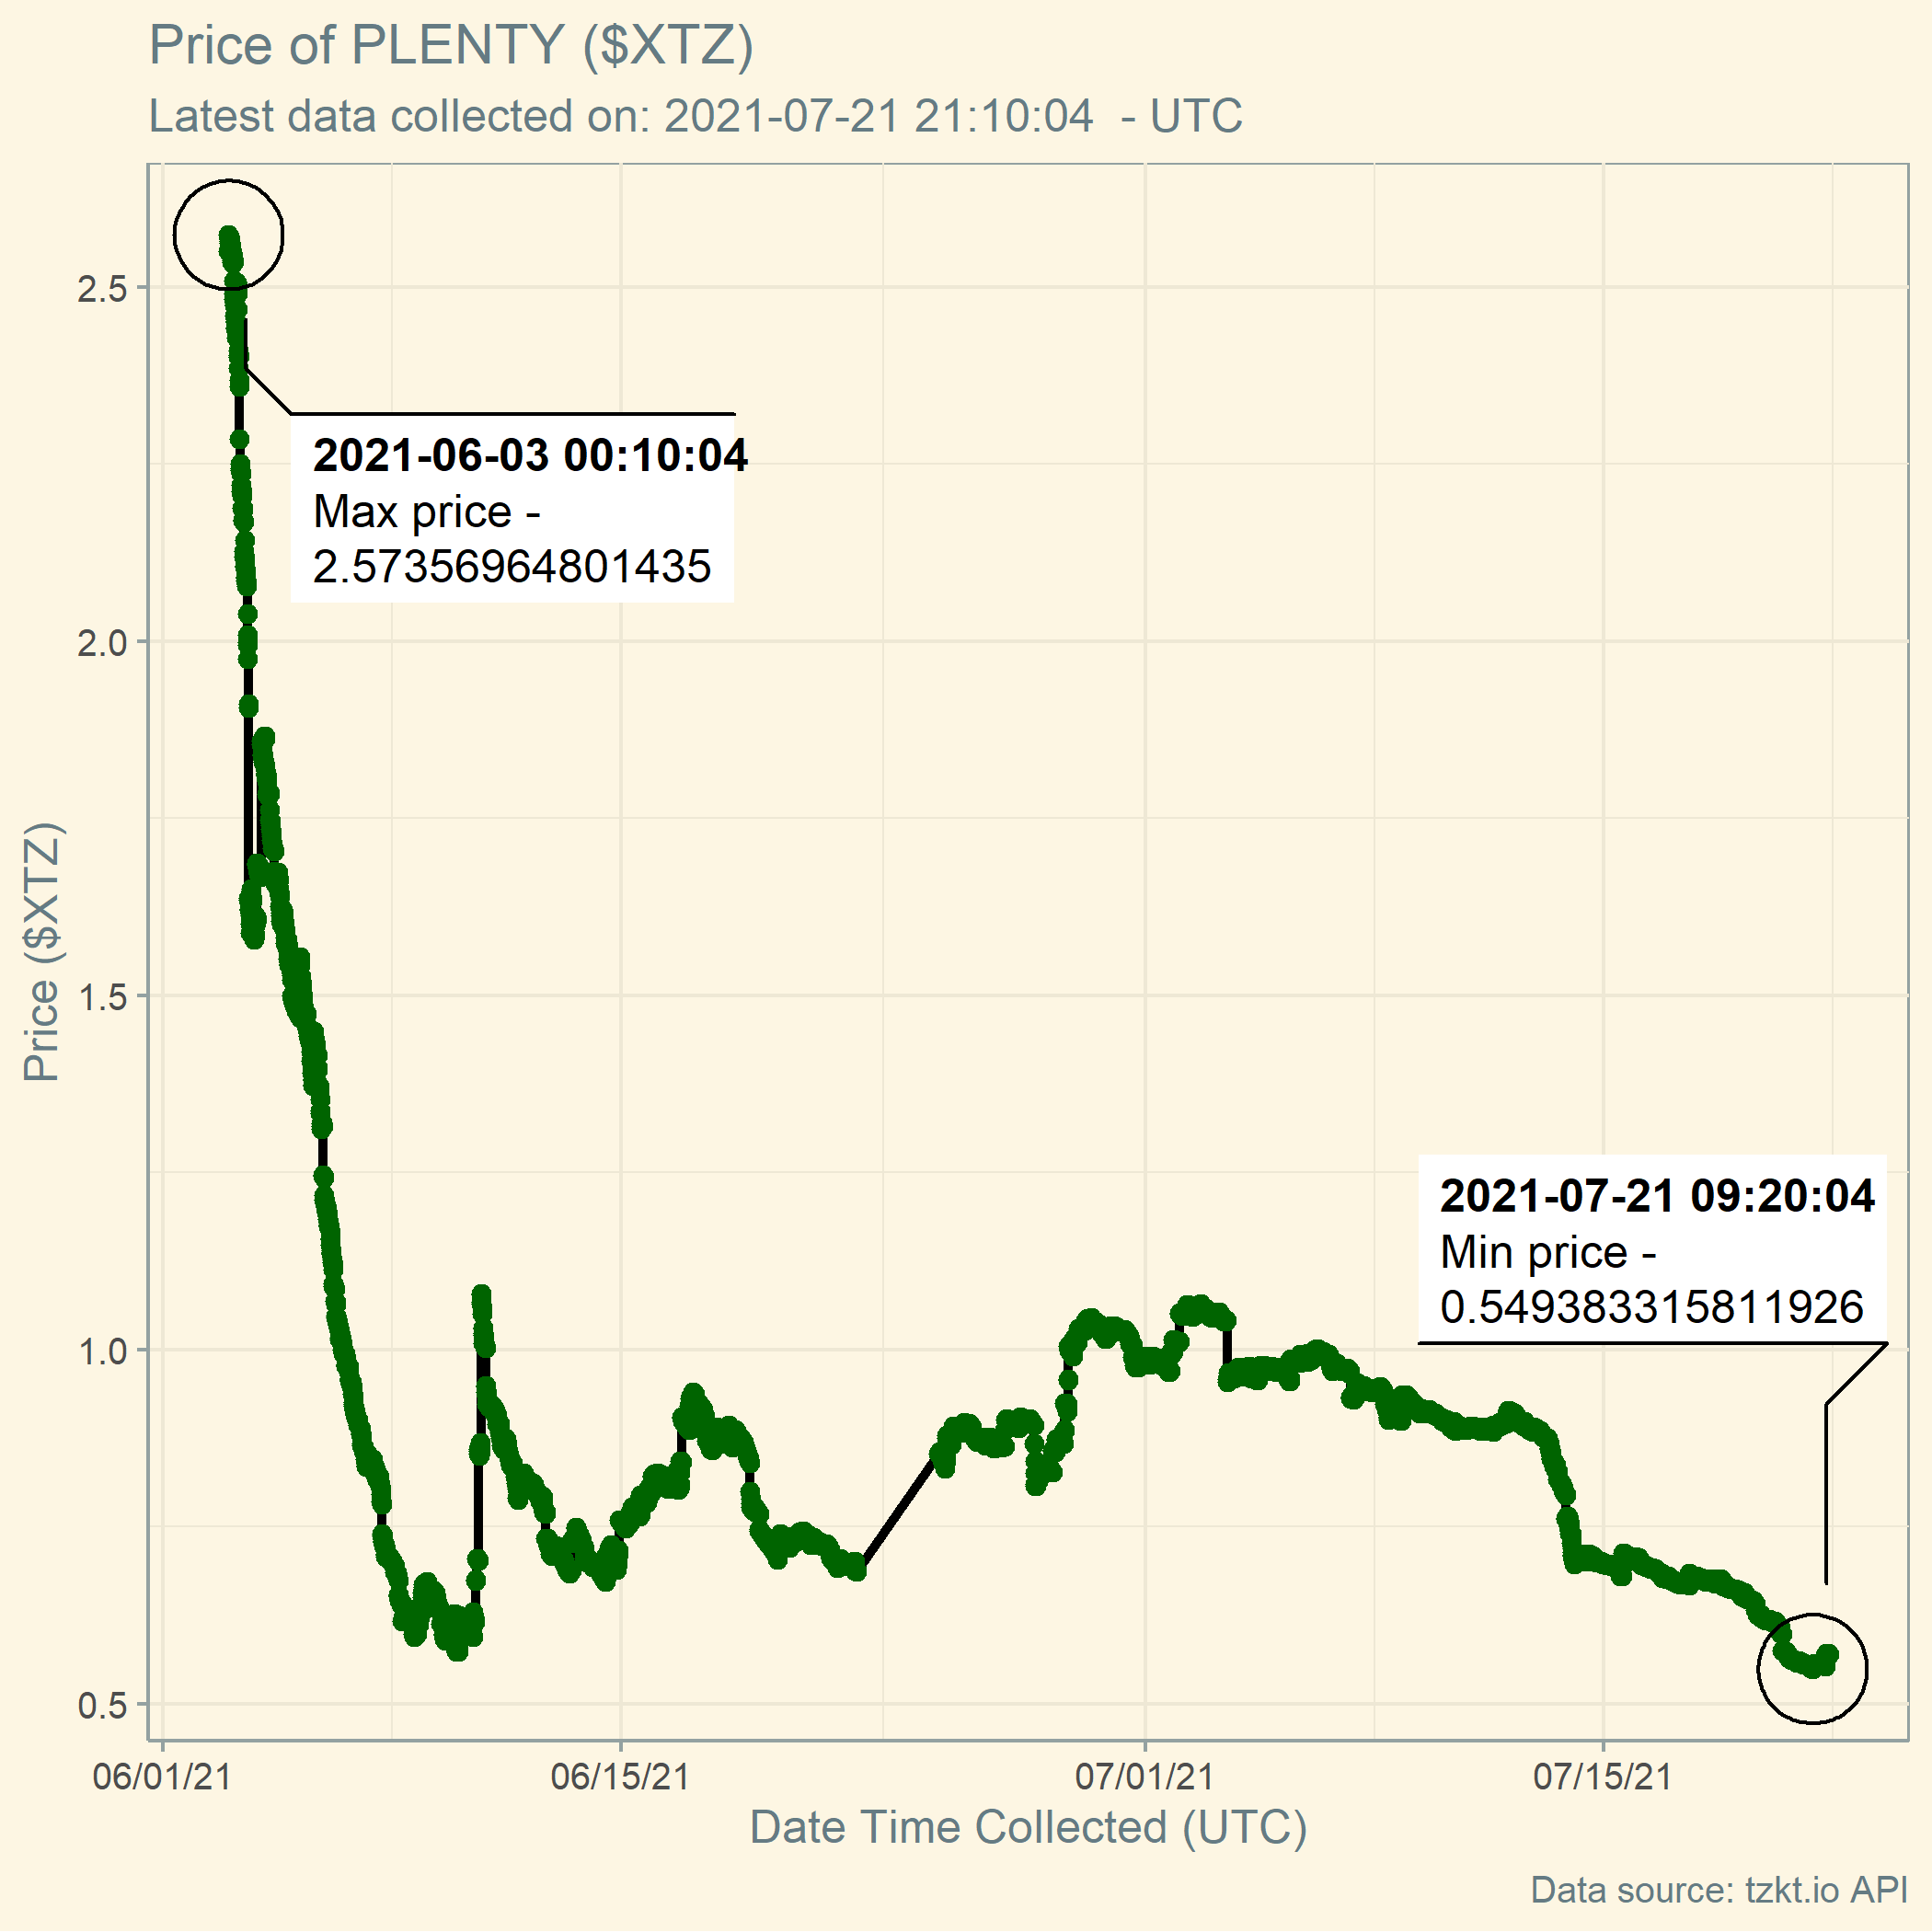 Price of PLENTY ($XTZ)
Latest data collected on: 2021-07-21 21:10:04  - UTC
2.5
2.0
1.5
1.0
0.5
Price ($XTZ)
2021-06-03 00:10:04
Max price -
2.57356964801435
2021-07-21 09:20:04
Min price -
0.549383315811926
06/01/21
06/15/21
07/01/21
07/15/21
Date Time Collected (UTC)
Data source: tzkt.io API